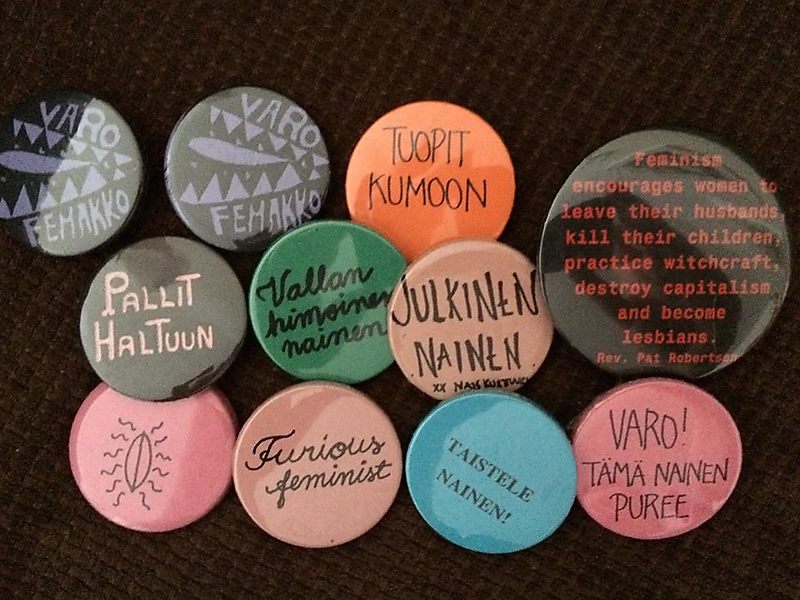 VARO
FEMAKKO
VARO
FEMAKKO
TUOPIT
KUMOON
Feminism
encourages women to
leave their husbands,
kill their children,
practice witchcraft,
destroy capitalism
and become
lesbians.
Rev. Pat Robertson
PALLIT
HALTUUN
Vallan
himoinen
nainen
JULKINEN
NAINEN.
XX
Furious
feminist
TAISTELE
NAINEN!
VARO!
TÄMÄ NAINEN
PUREE